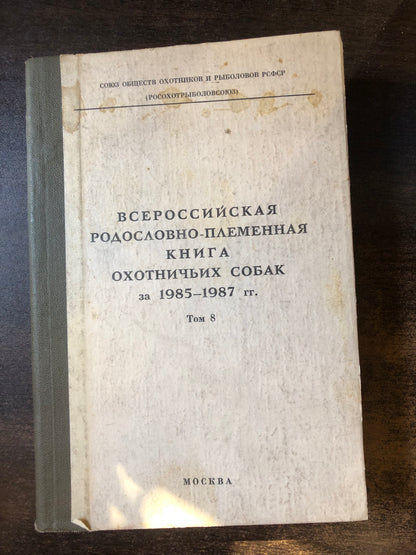 СОЮЗ ОБЩЕСТВ ОХОТНИКОВ И РЫБОЛОВОВ РСФСР
(РОСОХОТРЫБОЛОВСОЮЗ)
ВСЕРОССИЙСКАЯ
РОДОСЛОВНО-ПЛЕМЕННАЯ
КНИГА
ОХОТНИЧЬИХ СОБАК
за 1985–1987 гг.
Том 8
МОСКВА